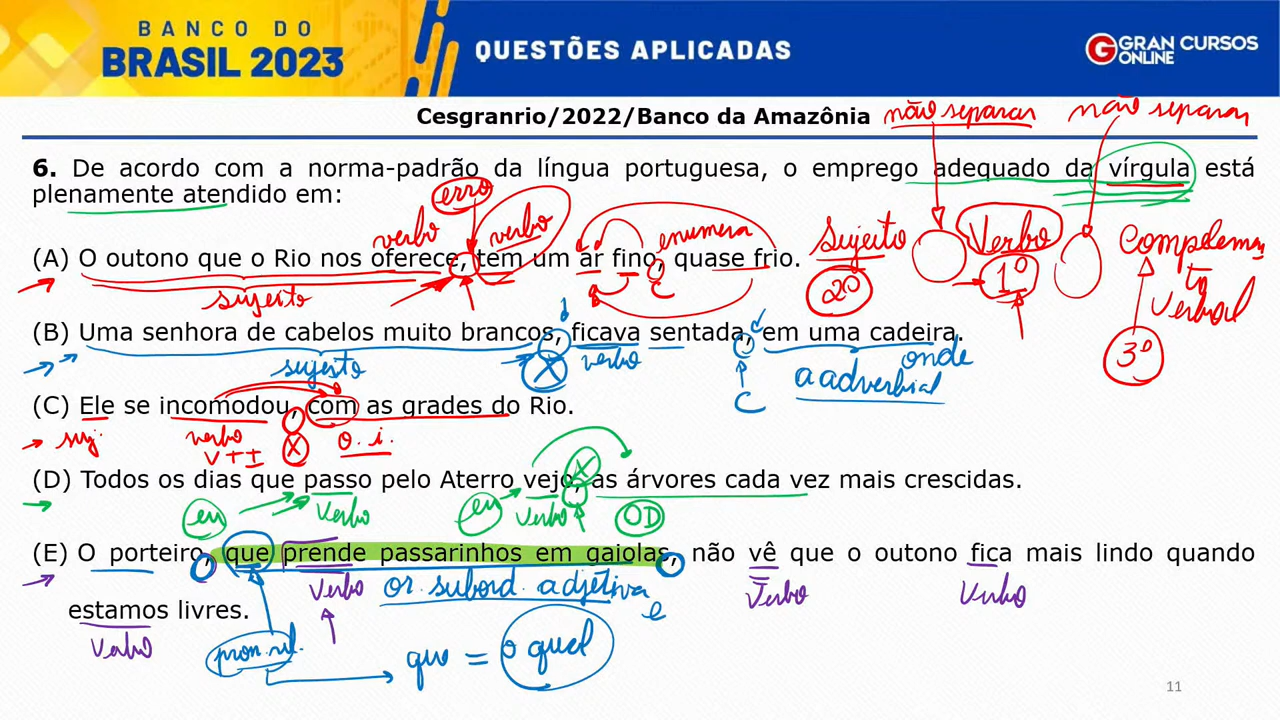 BANCO DO
BRASIL 2023
QUESTÕES APLICADAS
GRAN CURSOS
ONLINE
Cesgranrio/2022/Banco da Amazônia
não separar não separar
6. De acordo com a norma-padrão da língua portuguesa, o emprego adequado da vírgula está
plenamente atendido em:
erro
verbo verbo enumera Sujeito Verbo Complemen
to
Verbal
(A) O outono que o Rio nos oferece, tem um ar fino, quase frio.
sujeito C 2º 1º 3º
(B) Uma senhora de cabelos muito brancos, ficava sentada, em uma cadeira.
sujeito X verbo C a adverbial onde
(C) Ele se incomodou, com as grades do Rio.
suj. verbo X o. i.
VTI
X
(D) Todos os dias que passo pelo Aterro vejo, as árvores cada vez mais crescidas.
eu verbo eu verbo OD
(E) O porteiro, que prende passarinhos em gaiolas, não vê que o outono fica mais lindo quando
verbo or. subord. adjetiva e verbo verbo
estamos livres.
verbo pron. rel. que = o qual
11